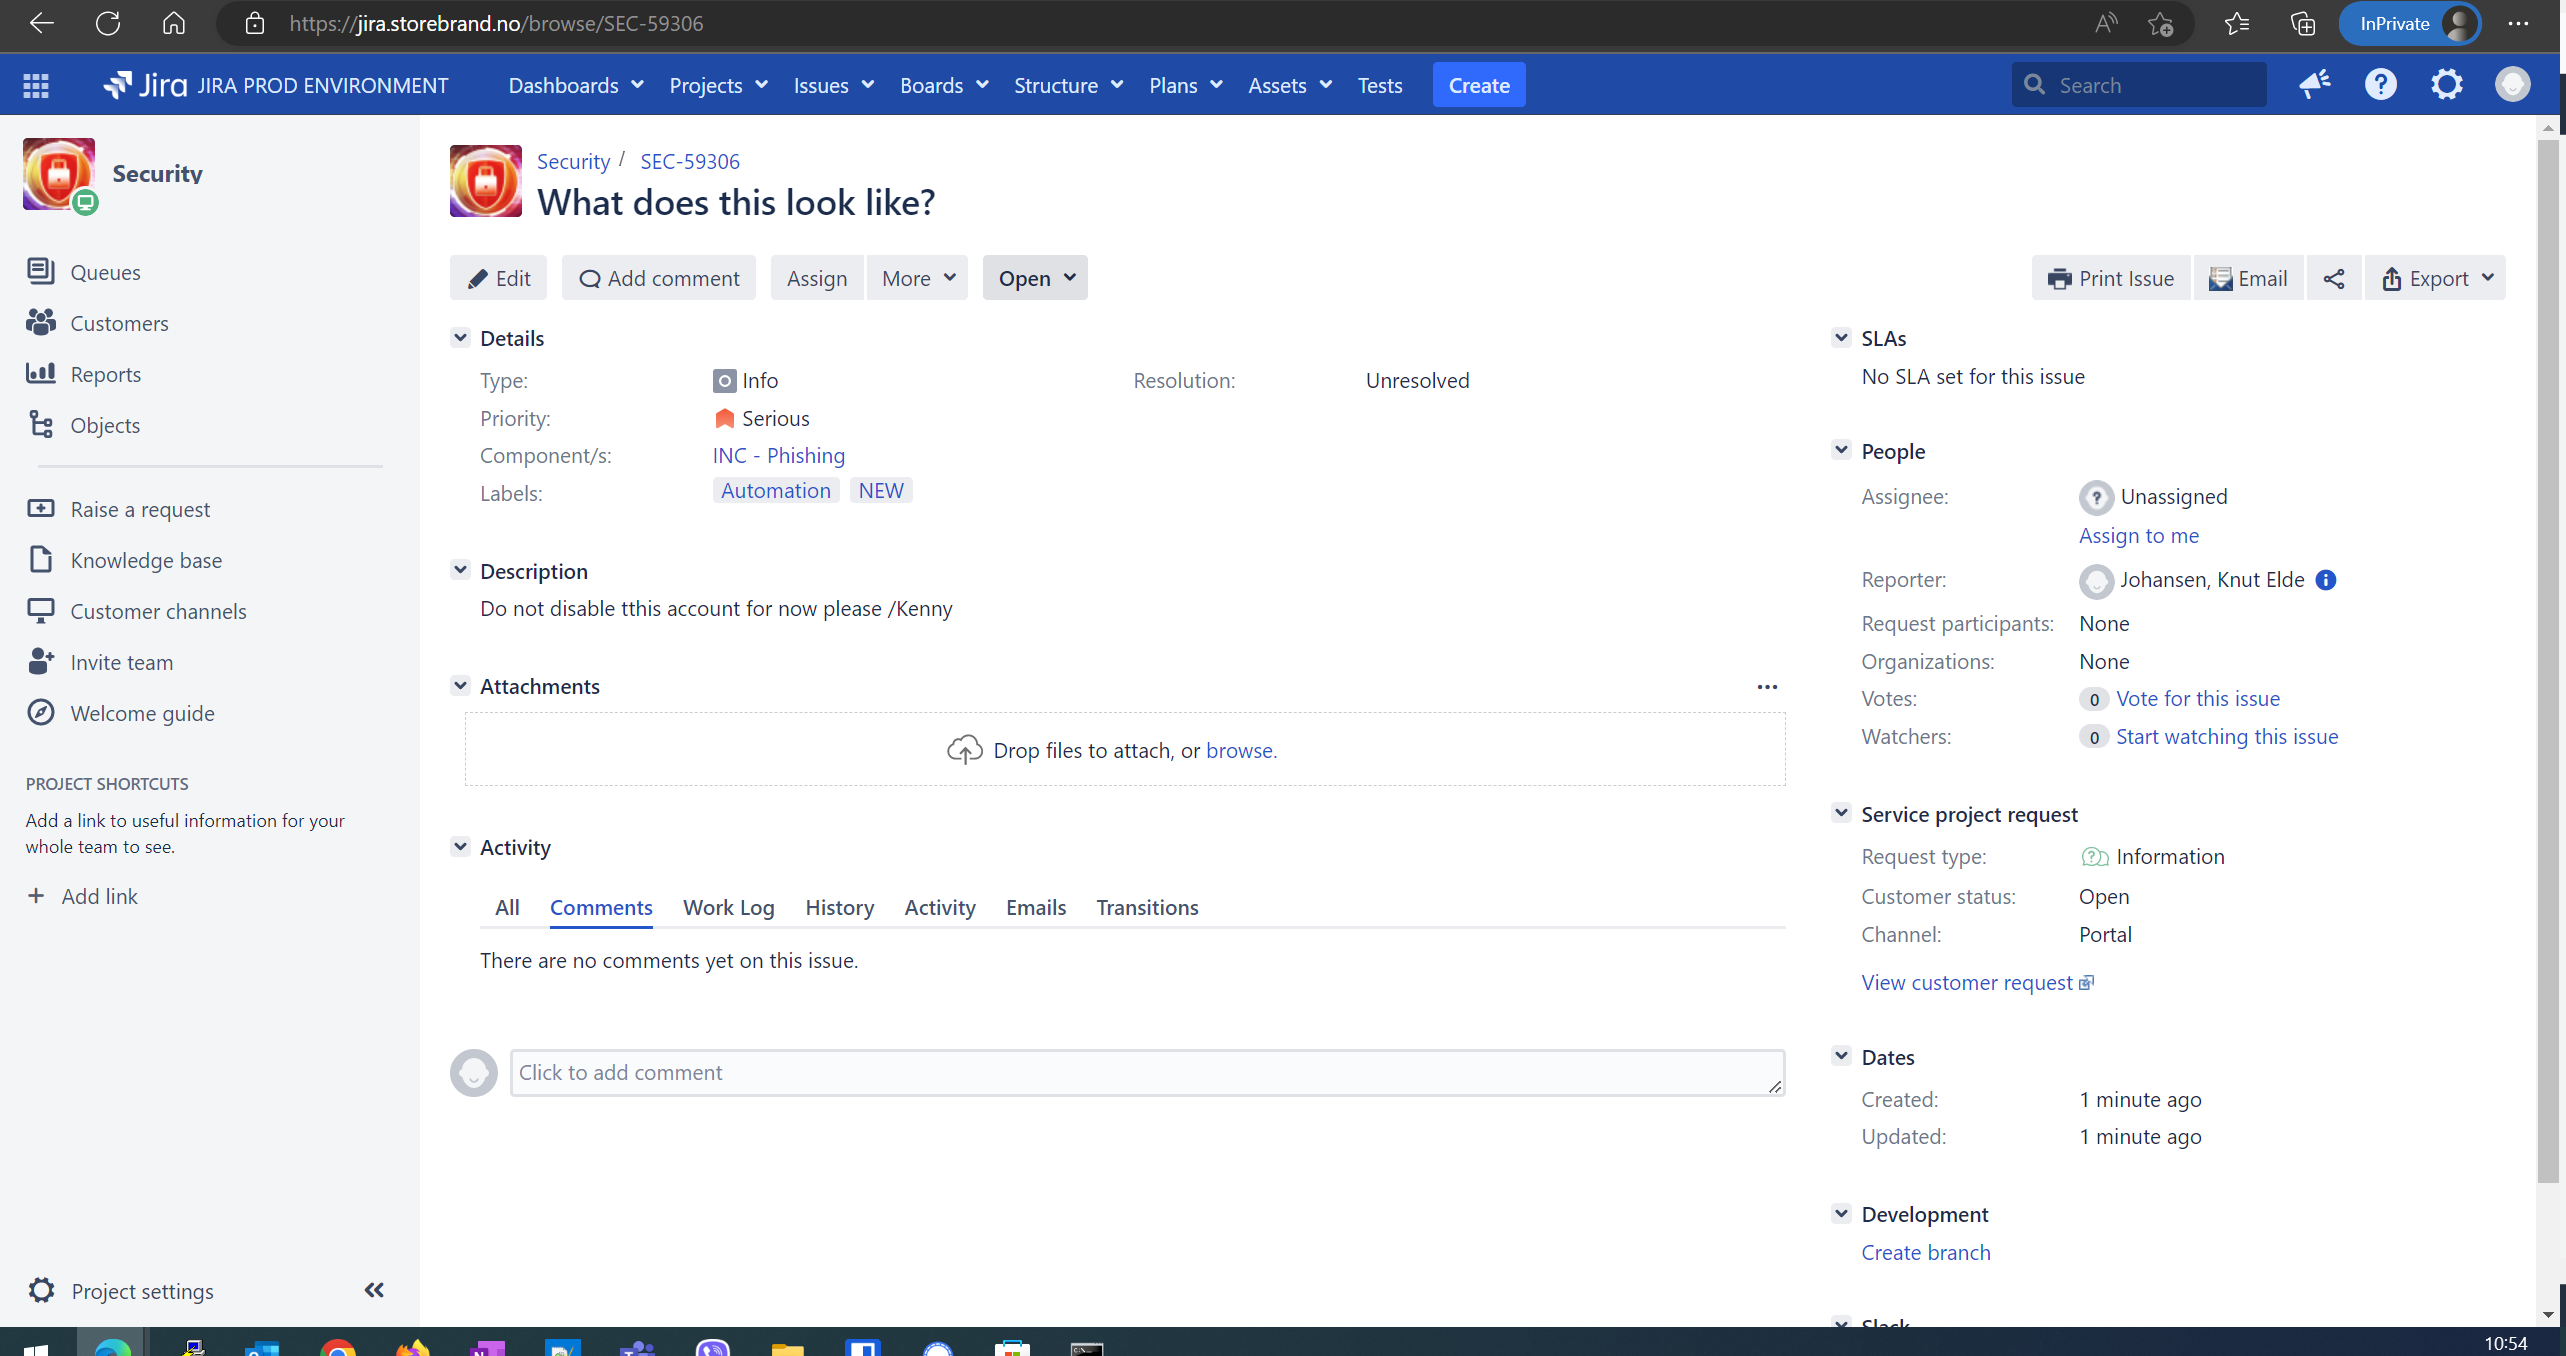 https://jira.storebrand.no/browse/SEC-59306
InPrivate
Jira JIRA PROD ENVIRONMENT
Dashboards Projects Issues Boards Structure Plans Assets Tests Create
Search
Security
Queues
Customers
Reports
Objects
Raise a request
Knowledge base
Customer channels
Invite team
Welcome guide
PROJECT SHORTCUTS
Add a link to useful information for your
whole team to see.
+ Add link
Project settings
Security / SEC-59306
What does this look like?
Edit Add comment Assign More Open
Print Issue Email Export
Details
Type: Info Resolution: Unresolved
Priority: Serious
Component/s: INC - Phishing
Labels: Automation NEW
Description
Do not disable tthis account for now please /Kenny
Attachments
Drop files to attach, or browse.
Activity
All Comments Work Log History Activity Emails Transitions
There are no comments yet on this issue.
Click to add comment
SLAs
No SLA set for this issue
People
Assignee: Unassigned
Assign to me
Reporter: Johansen, Knut Elde
Request participants: None
Organizations: None
Votes: 0 Vote for this issue
Watchers: 0 Start watching this issue
Service project request
Request type: Information
Customer status: Open
Channel: Portal
View customer request
Dates
Created: 1 minute ago
Updated: 1 minute ago
Development
Create branch
Slack
10:54